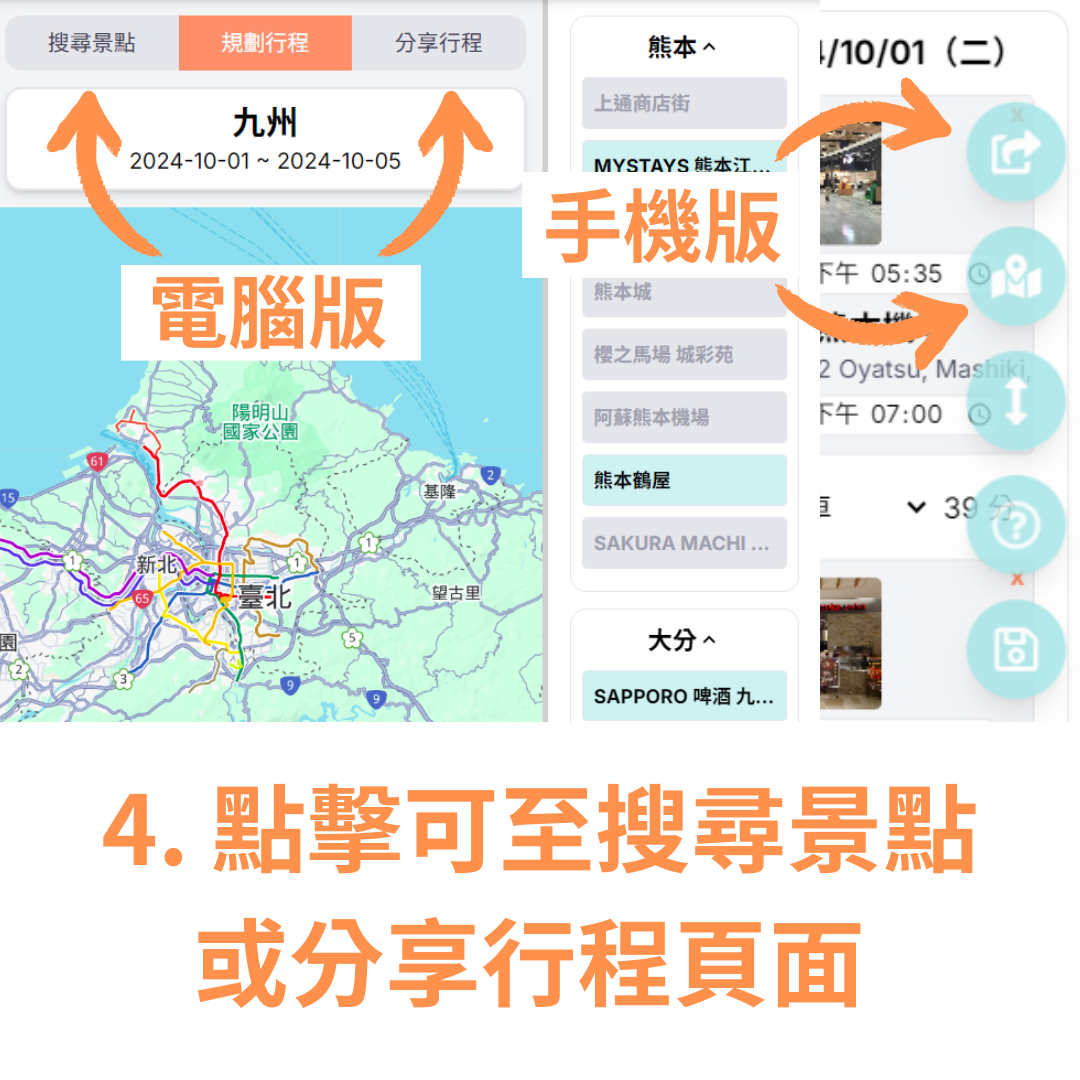 搜尋景點
規劃行程
分享行程
九州
2024-10-01 ~ 2024-10-05
電腦版
陽明山
國家公園
61
15
2
基隆
1
1
1
新北
65
臺北
望古里
園
2
3
5
9
9
熊本
上通商店街
MYSTAYS 熊本江...
手機版
熊本城
櫻之馬場 城彩苑
阿蘇熊本機場
熊本鶴屋
SAKURA MACHI ...
大分
SAPPORO 啤酒 九...
/10/01（二）
x
下午 05:35
2 Oyatsu, Mashiki,
下午 07:00
39 分
x
4. 點擊可至搜尋景點
或分享行程頁面